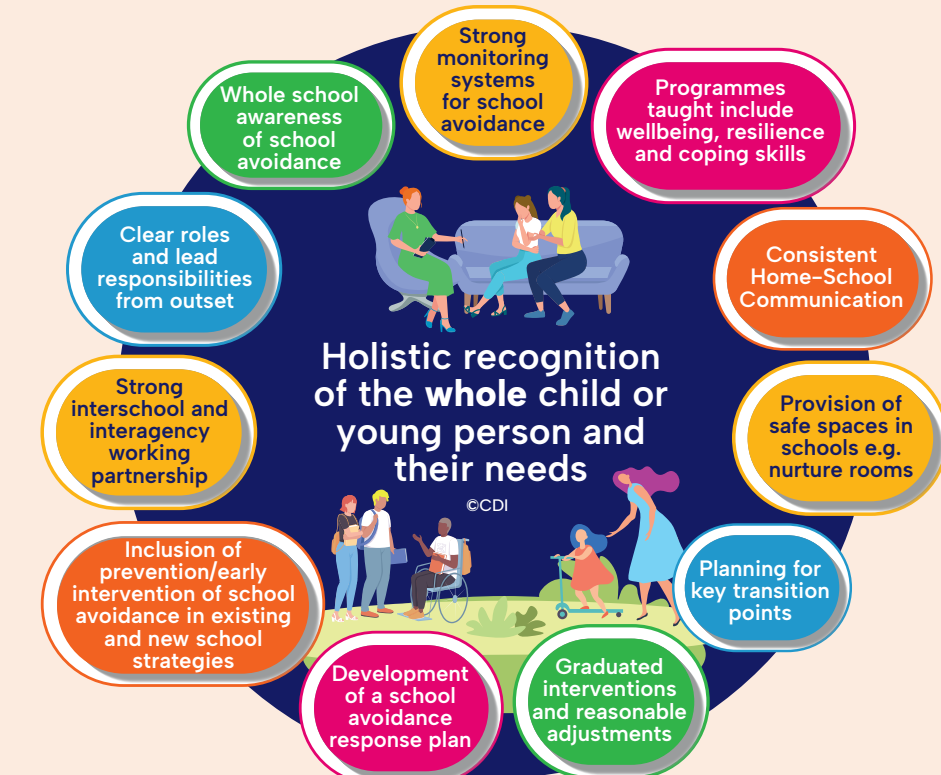 Strong
monitoring
systems
for school
avoidance
Programmes
taught include
wellbeing, resilience
and coping skills
Consistent
Home-School
Communication
Provision of
safe spaces in
schools e.g.
nurture rooms
Planning for
key transition
points
Graduated
interventions
and reasonable
adjustments
Development
of a school
avoidance
response plan
Inclusion of
prevention/early
intervention of school
avoidance in existing
and new school
strategies
Strong
interschool and
interagency
working
partnership
Clear roles
and lead
responsibilities
from outset
Whole school
awareness
of school
avoidance
Holistic recognition
of the whole child or
young person and
their needs
©CDI